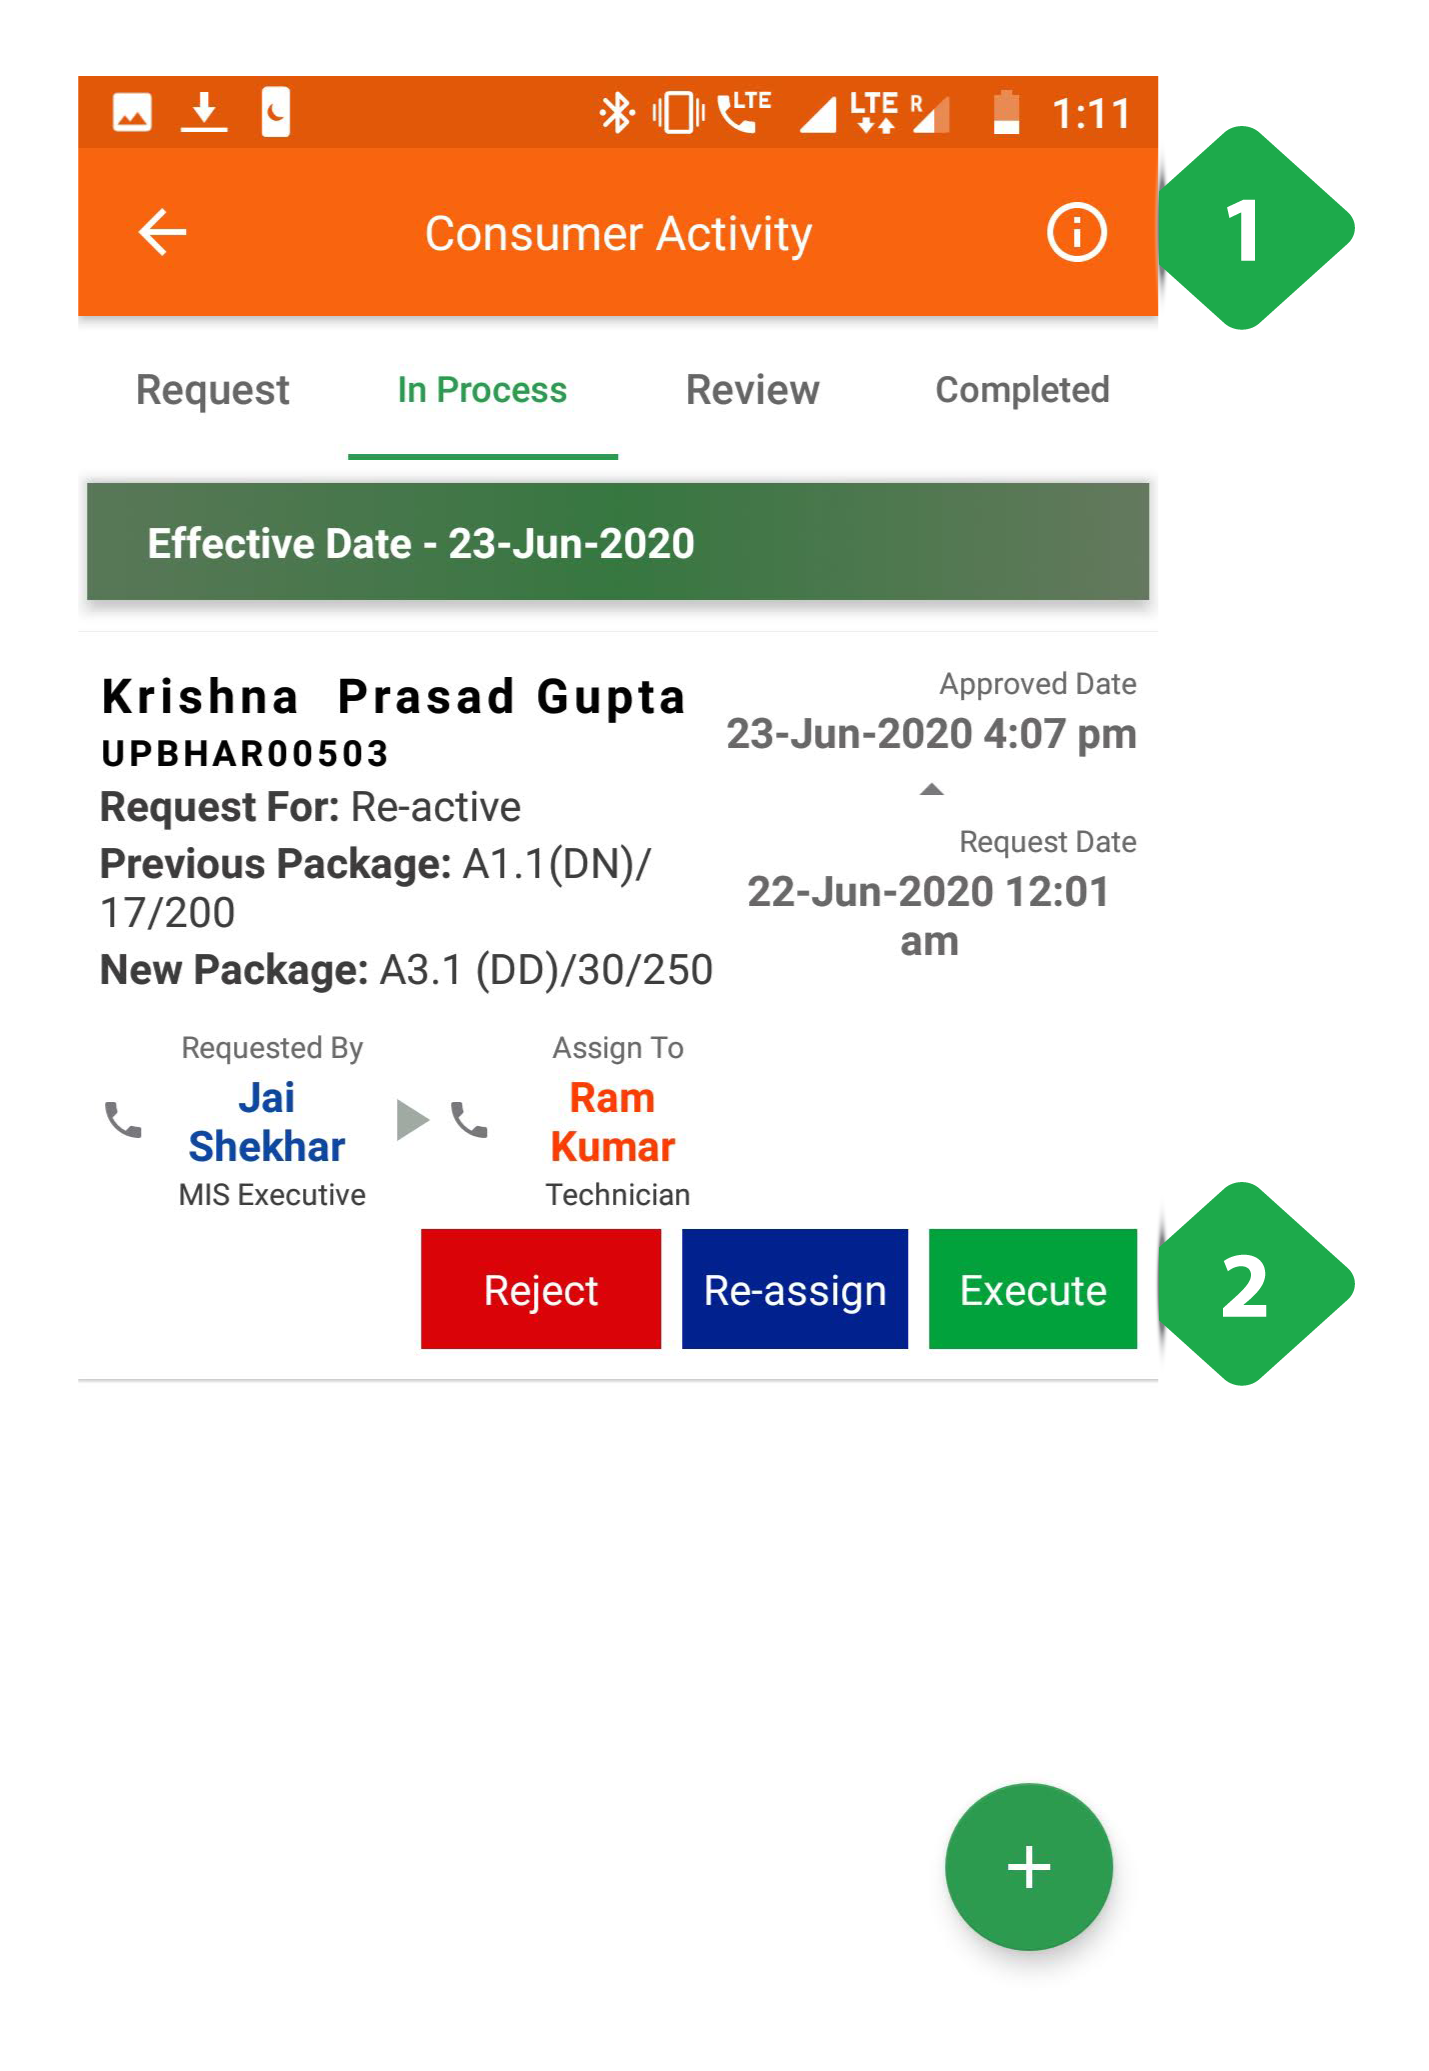 LTE LTE R 1:11
Consumer Activity
1
Request In Process Review Completed
Effective Date - 23-Jun-2020
Krishna Prasad Gupta
UPBHAR00503
Request For: Re-active
Previous Package: A1.1(DN)/
17/200
New Package: A3.1 (DD)/30/250
Approved Date
23-Jun-2020 4:07 pm
Request Date
22-Jun-2020 12:01
am
Requested By
Jai
Shekhar
MIS Executive
Assign To
Ram
Kumar
Technician
Reject Re-assign Execute
2
+